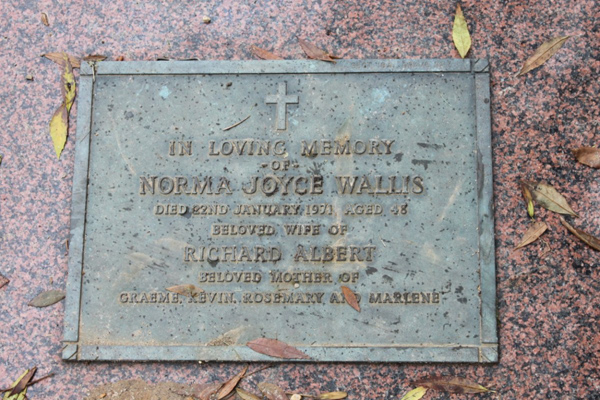 IN LOVING MEMORY
- OF -
NORMA JOYCE WALLIS
DIED 22ND JANUARY 1971 AGED 48
BELOVED WIFE OF
RICHARD ALBERT
BELOVED MOTHER OF
GRAEME, KEVIN, ROSEMARY, AND MARLENE